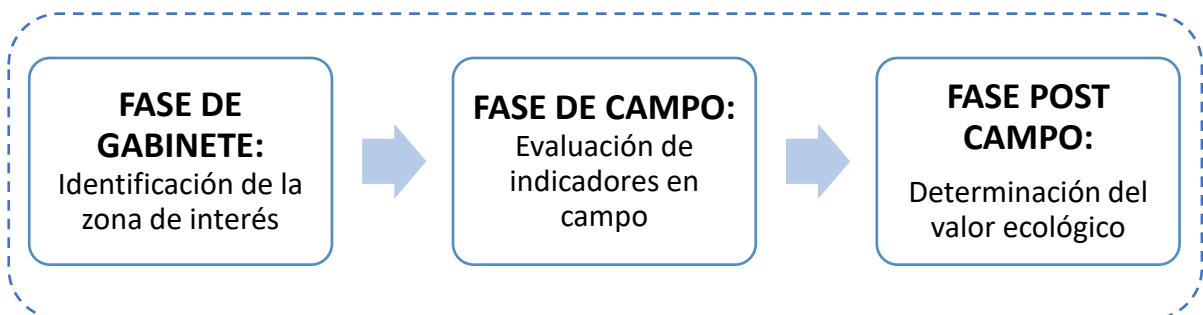 FASE DE
GABINETE:
Identificación de la
zona de interés
FASE DE CAMPO:
Evaluación de
indicadores en
campo
FASE POST
CAMPO:
Determinación del
valor ecológico